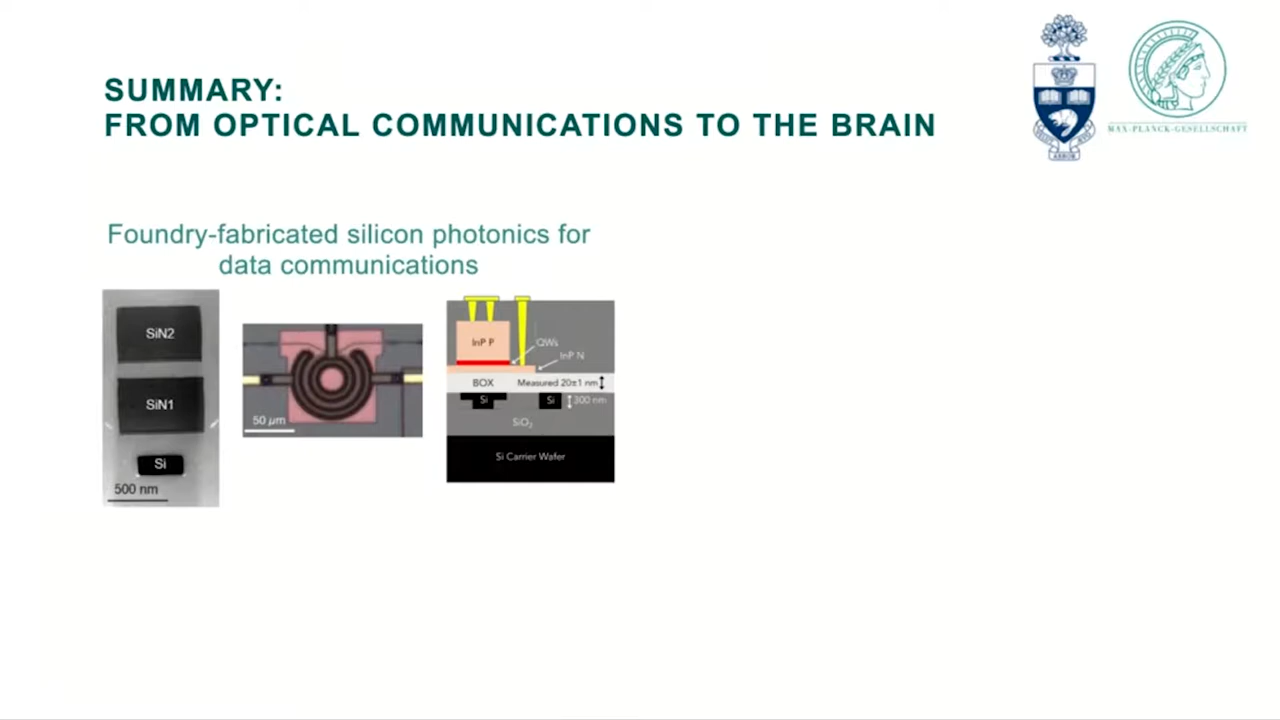 SUMMARY:
FROM OPTICAL COMMUNICATIONS TO THE BRAIN
MAX-PLANCK-GESELLSCHAFT
Foundry-fabricated silicon photonics for
data communications
SiN2
SiN1
Si
500 nm
50 µm
InP P
QWs
InP N
BOX
Measured 20±1 nm
Si
Si
300 nm
SiO₂
Si Carrier Wafer